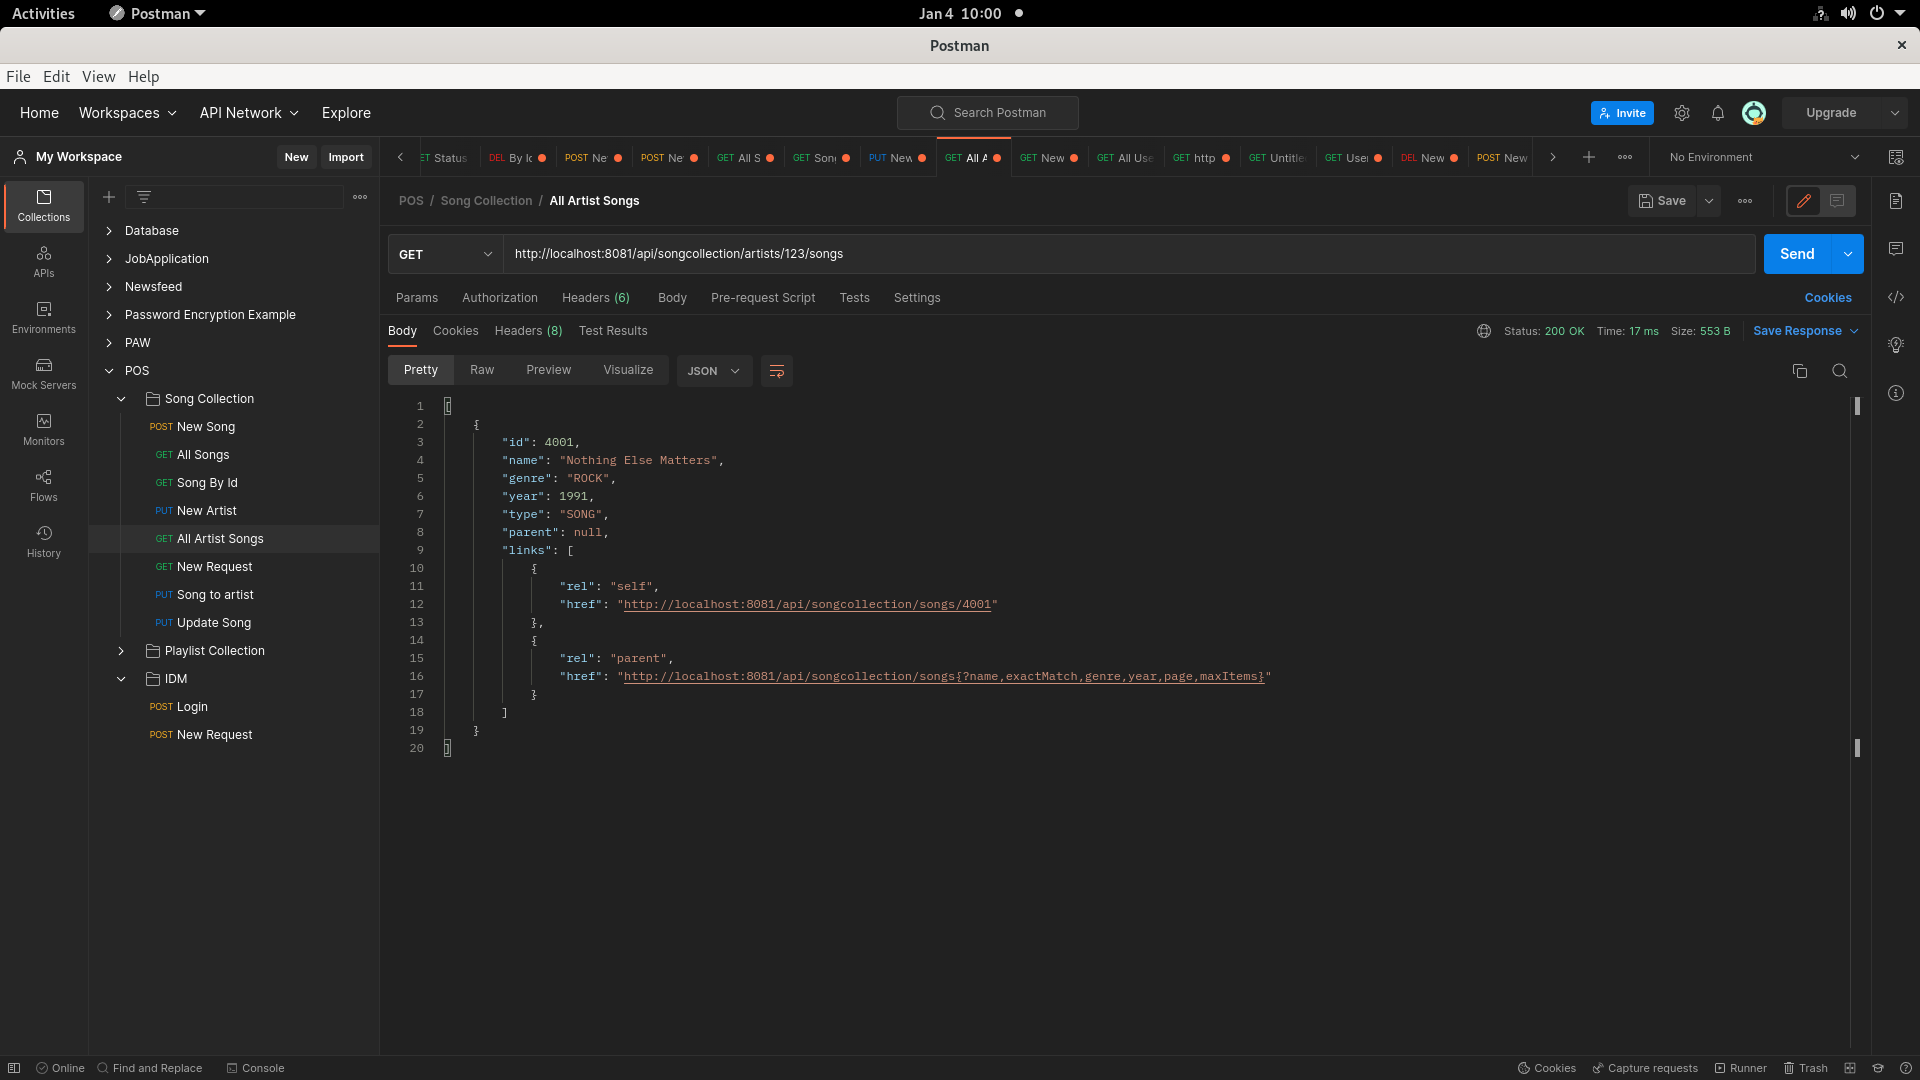 Activities Postman Jan 4 10:00
Postman
File Edit View Help
Home Workspaces API Network Explore Search Postman Invite Upgrade
My Workspace New Import
ET Status DEL By Ic POST Ne POST Ne GET All S GET Song PUT New GET All A GET New GET All Use GET http GET Untitle GET User DEL New POST New No Environment
Collections
APIs
Environments
Mock Servers
Monitors
Flows
History
Database
JobApplication
Newsfeed
Password Encryption Example
PAW
POS
Song Collection
POST New Song
GET All Songs
GET Song By Id
PUT New Artist
GET All Artist Songs
GET New Request
PUT Song to artist
PUT Update Song
Playlist Collection
IDM
POST Login
POST New Request
POS / Song Collection / All Artist Songs Save
GET http://localhost:8081/api/songcollection/artists/123/songs Send
Params Authorization Headers (6) Body Pre-request Script Tests Settings Cookies
Body Cookies Headers (8) Test Results Status: 200 OK Time: 17 ms Size: 553 B Save Response
Pretty Raw Preview Visualize JSON
1 [
2 {
3 "id": 4001,
4 "name": "Nothing Else Matters",
5 "genre": "ROCK",
6 "year": 1991,
7 "type": "SONG",
8 "parent": null,
9 "links": [
10 {
11 "rel": "self",
12 "href": "http://localhost:8081/api/songcollection/songs/4001"
13 },
14 {
15 "rel": "parent",
16 "href": "http://localhost:8081/api/songcollection/songs{?name,exactMatch,genre,year,page,maxItems}"
17 }
18 ]
19 }
20 ]
Online Find and Replace Console Cookies Capture requests Runner Trash